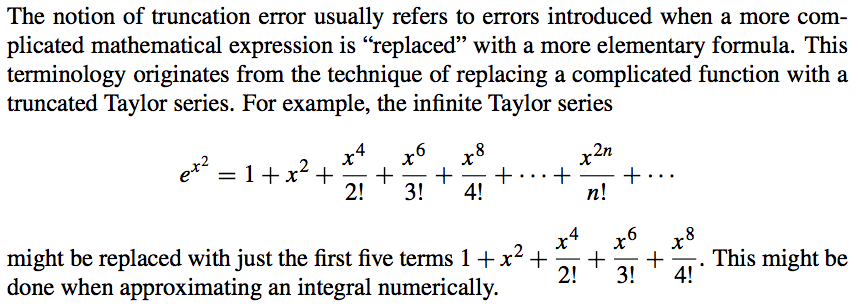 The notion of truncation error usually refers to errors introduced when a more com-
plicated mathematical expression is “replaced” with a more elementary formula. This
terminology originates from the technique of replacing a complicated function with a
truncated Taylor series. For example, the infinite Taylor series
e^{x^2} = 1 + x^2 + \frac{x^4}{2!} + \frac{x^6}{3!} + \frac{x^8}{4!} + \cdots + \frac{x^{2n}}{n!} + \cdots
might be replaced with just the first five terms 1 + x^2 + \frac{x^4}{2!} + \frac{x^6}{3!} + \frac{x^8}{4!}. This might be
done when approximating an integral numerically.